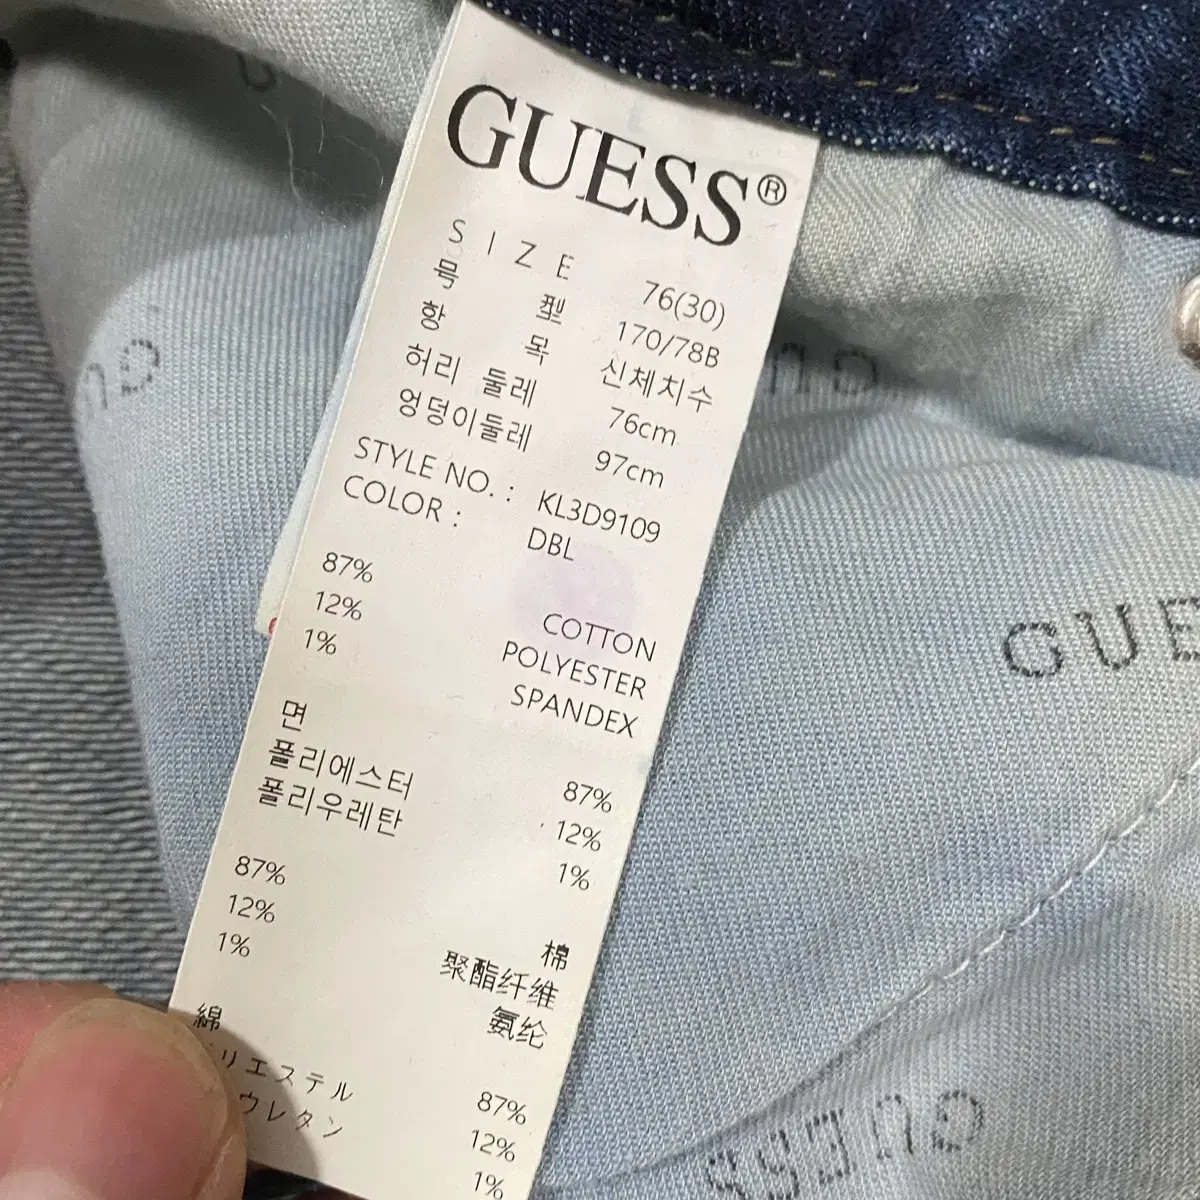 GUESS®
SIZE 76(30)
号型 170/78B
항목 신체치수
허리 둘레 76cm
엉덩이둘레 97cm
STYLE NO. : KL3D9109
COLOR : DBL
87% COTTON
12% POLYESTER
1% SPANDEX
면 87%
폴리에스터 12%
폴리우레탄 1%
87% 棉
12% 聚酯纤维
1% 氨纶
綿 87%
リエステル 12%
ウレタン 1%
GUESS
GUE
GUESS